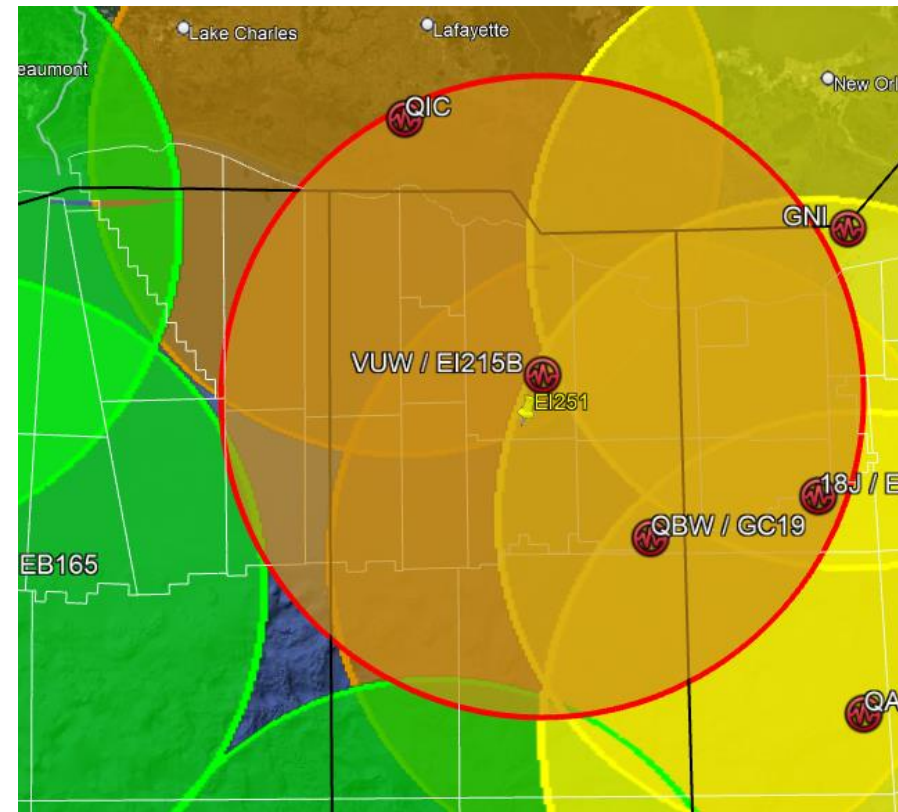 Lake Charles
Lafayette
eaumont
New Orl
QIC
GNI
VUW / EI215B
EI251
18J / E
QBW / GC19
EB165
QA